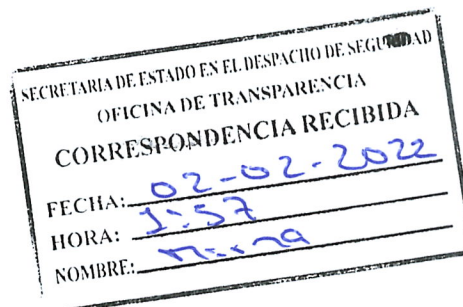 SECRETARIA DE ESTADO EN EL DESPACHO DE SEGURIDAD
OFICINA DE TRANSPARENCIA
CORRESPONDENCIA RECIBIDA
FECHA: 02-02-2022
HORA: 1:57
NOMBRE: